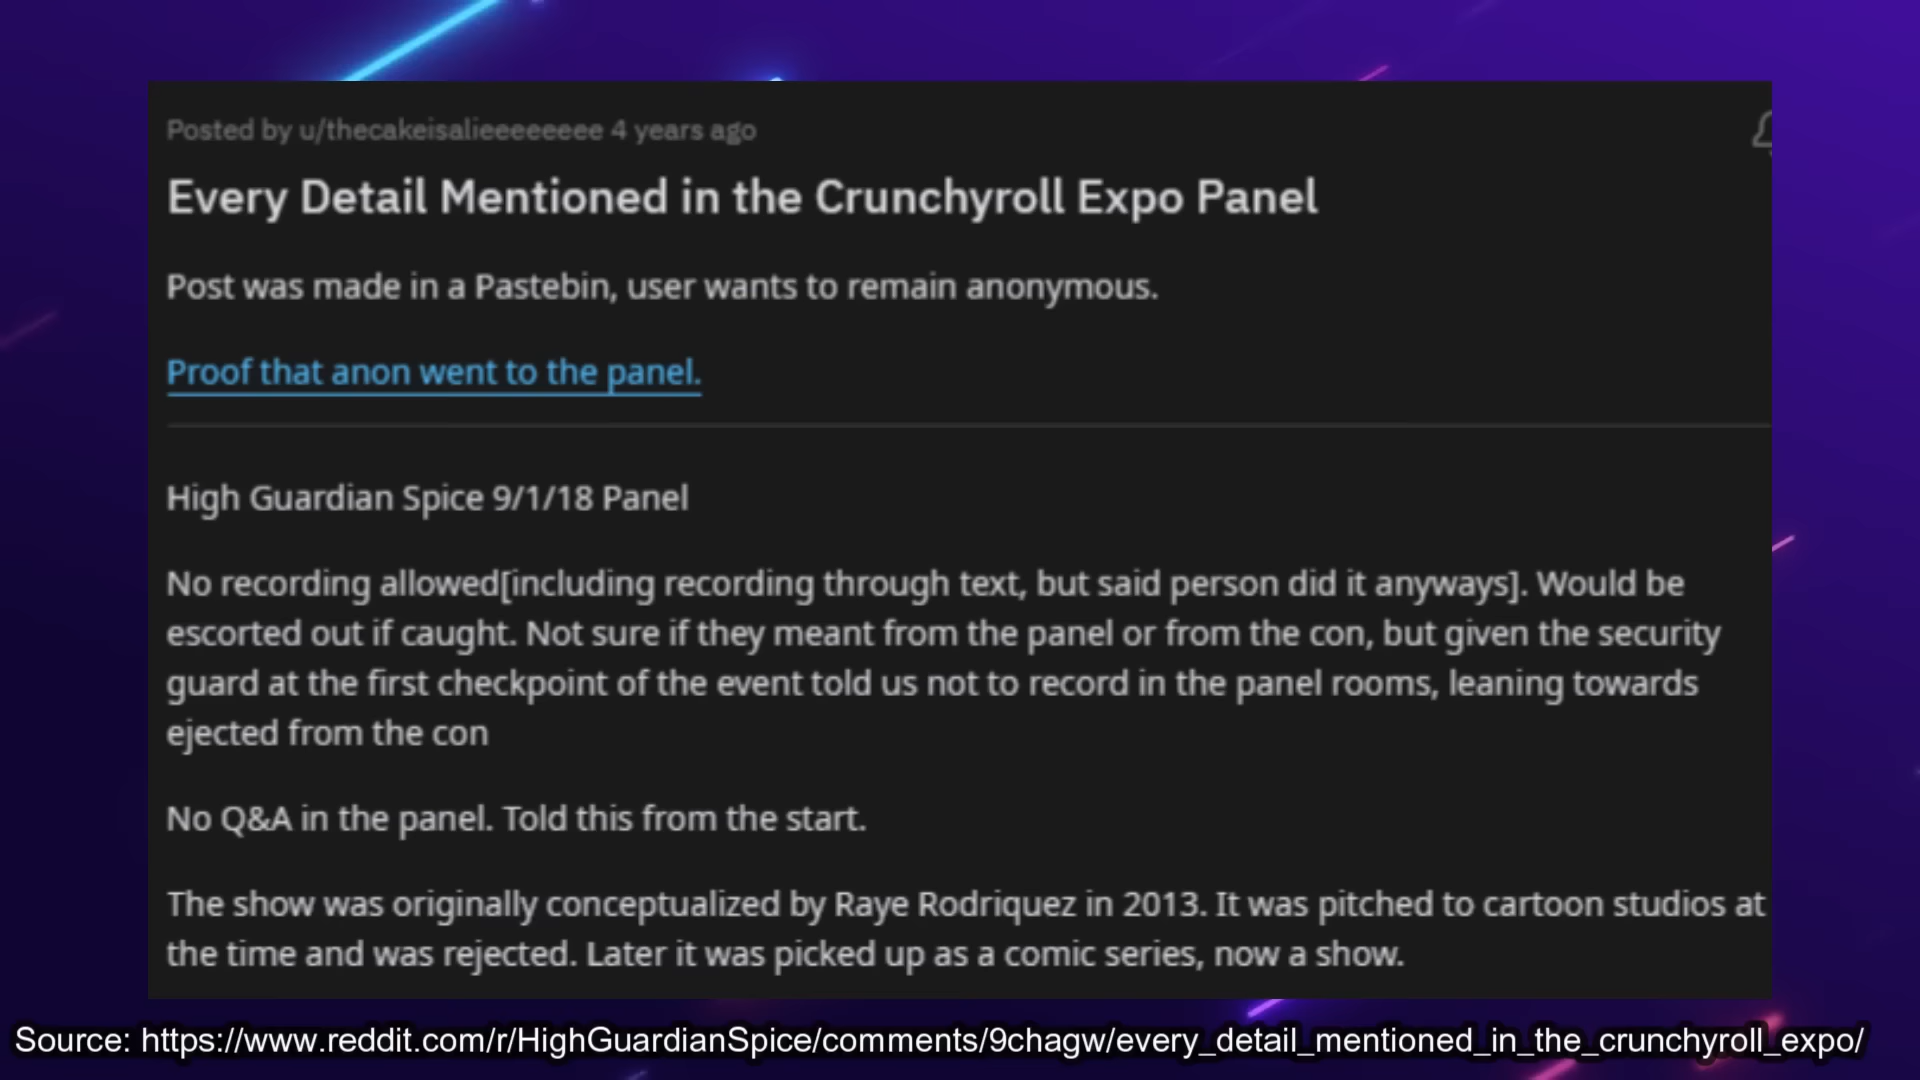 Posted by u/thecakeisalieeeeeeee 4 years ago
Every Detail Mentioned in the Crunchyroll Expo Panel
Post was made in a Pastebin, user wants to remain anonymous.
Proof that anon went to the panel.
High Guardian Spice 9/1/18 Panel
No recording allowed[including recording through text, but said person did it anyways]. Would be
escorted out if caught. Not sure if they meant from the panel or from the con, but given the security
guard at the first checkpoint of the event told us not to record in the panel rooms, leaning towards
ejected from the con
No Q&A in the panel. Told this from the start.
The show was originally conceptualized by Raye Rodriquez in 2013. It was pitched to cartoon studios at
the time and was rejected. Later it was picked up as a comic series, now a show.
Source: https://www.reddit.com/r/HighGuardianSpice/comments/9chagw/every_detail_mentioned_in_the_crunchyroll_expo/